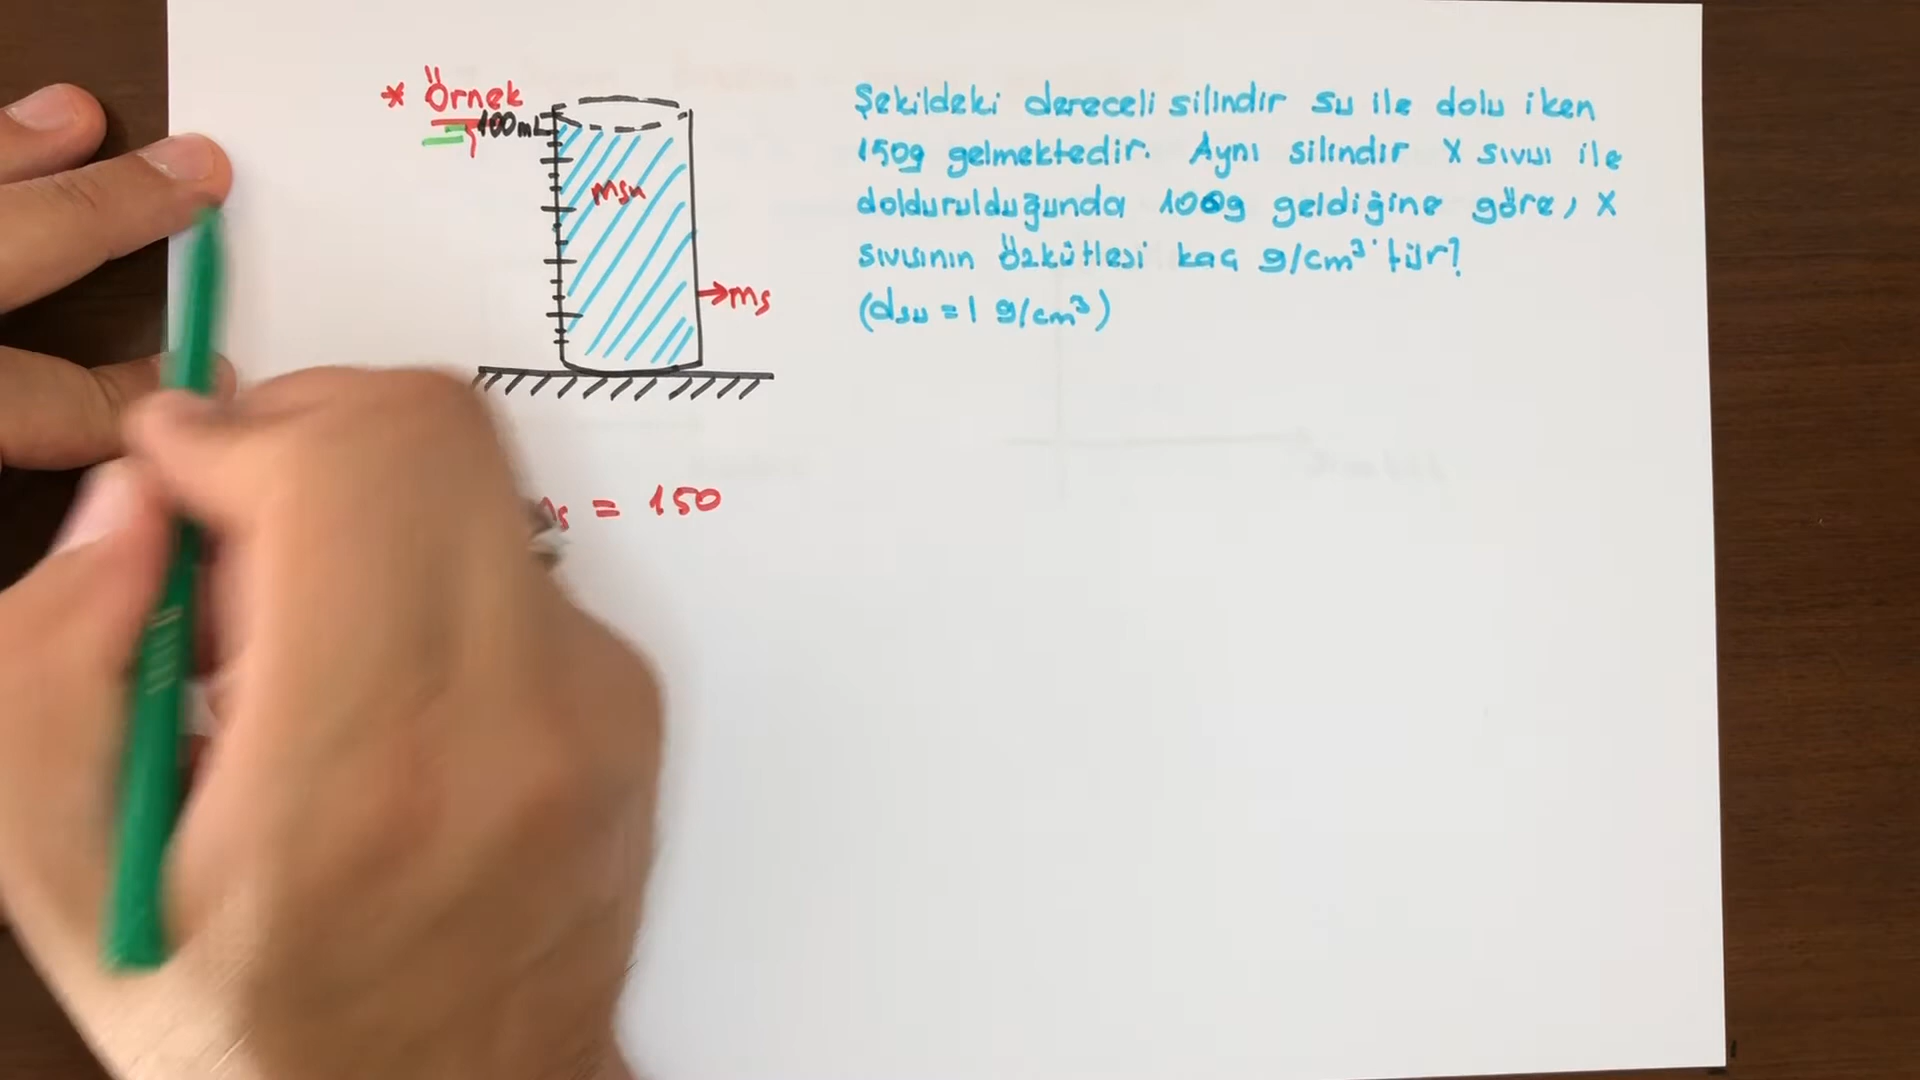 * Örnek
100mL
msu
ms
Şekildeki dereceli silindir su ile dolu iken
150g gelmektedir. Aynı silindir X sıvısı ile
doldurulduğunda 100g geldiğine göre, X
sıvısının özkütlesi kaç g/cm³'tür?
(dsu = 1 g/cm³)
= 150